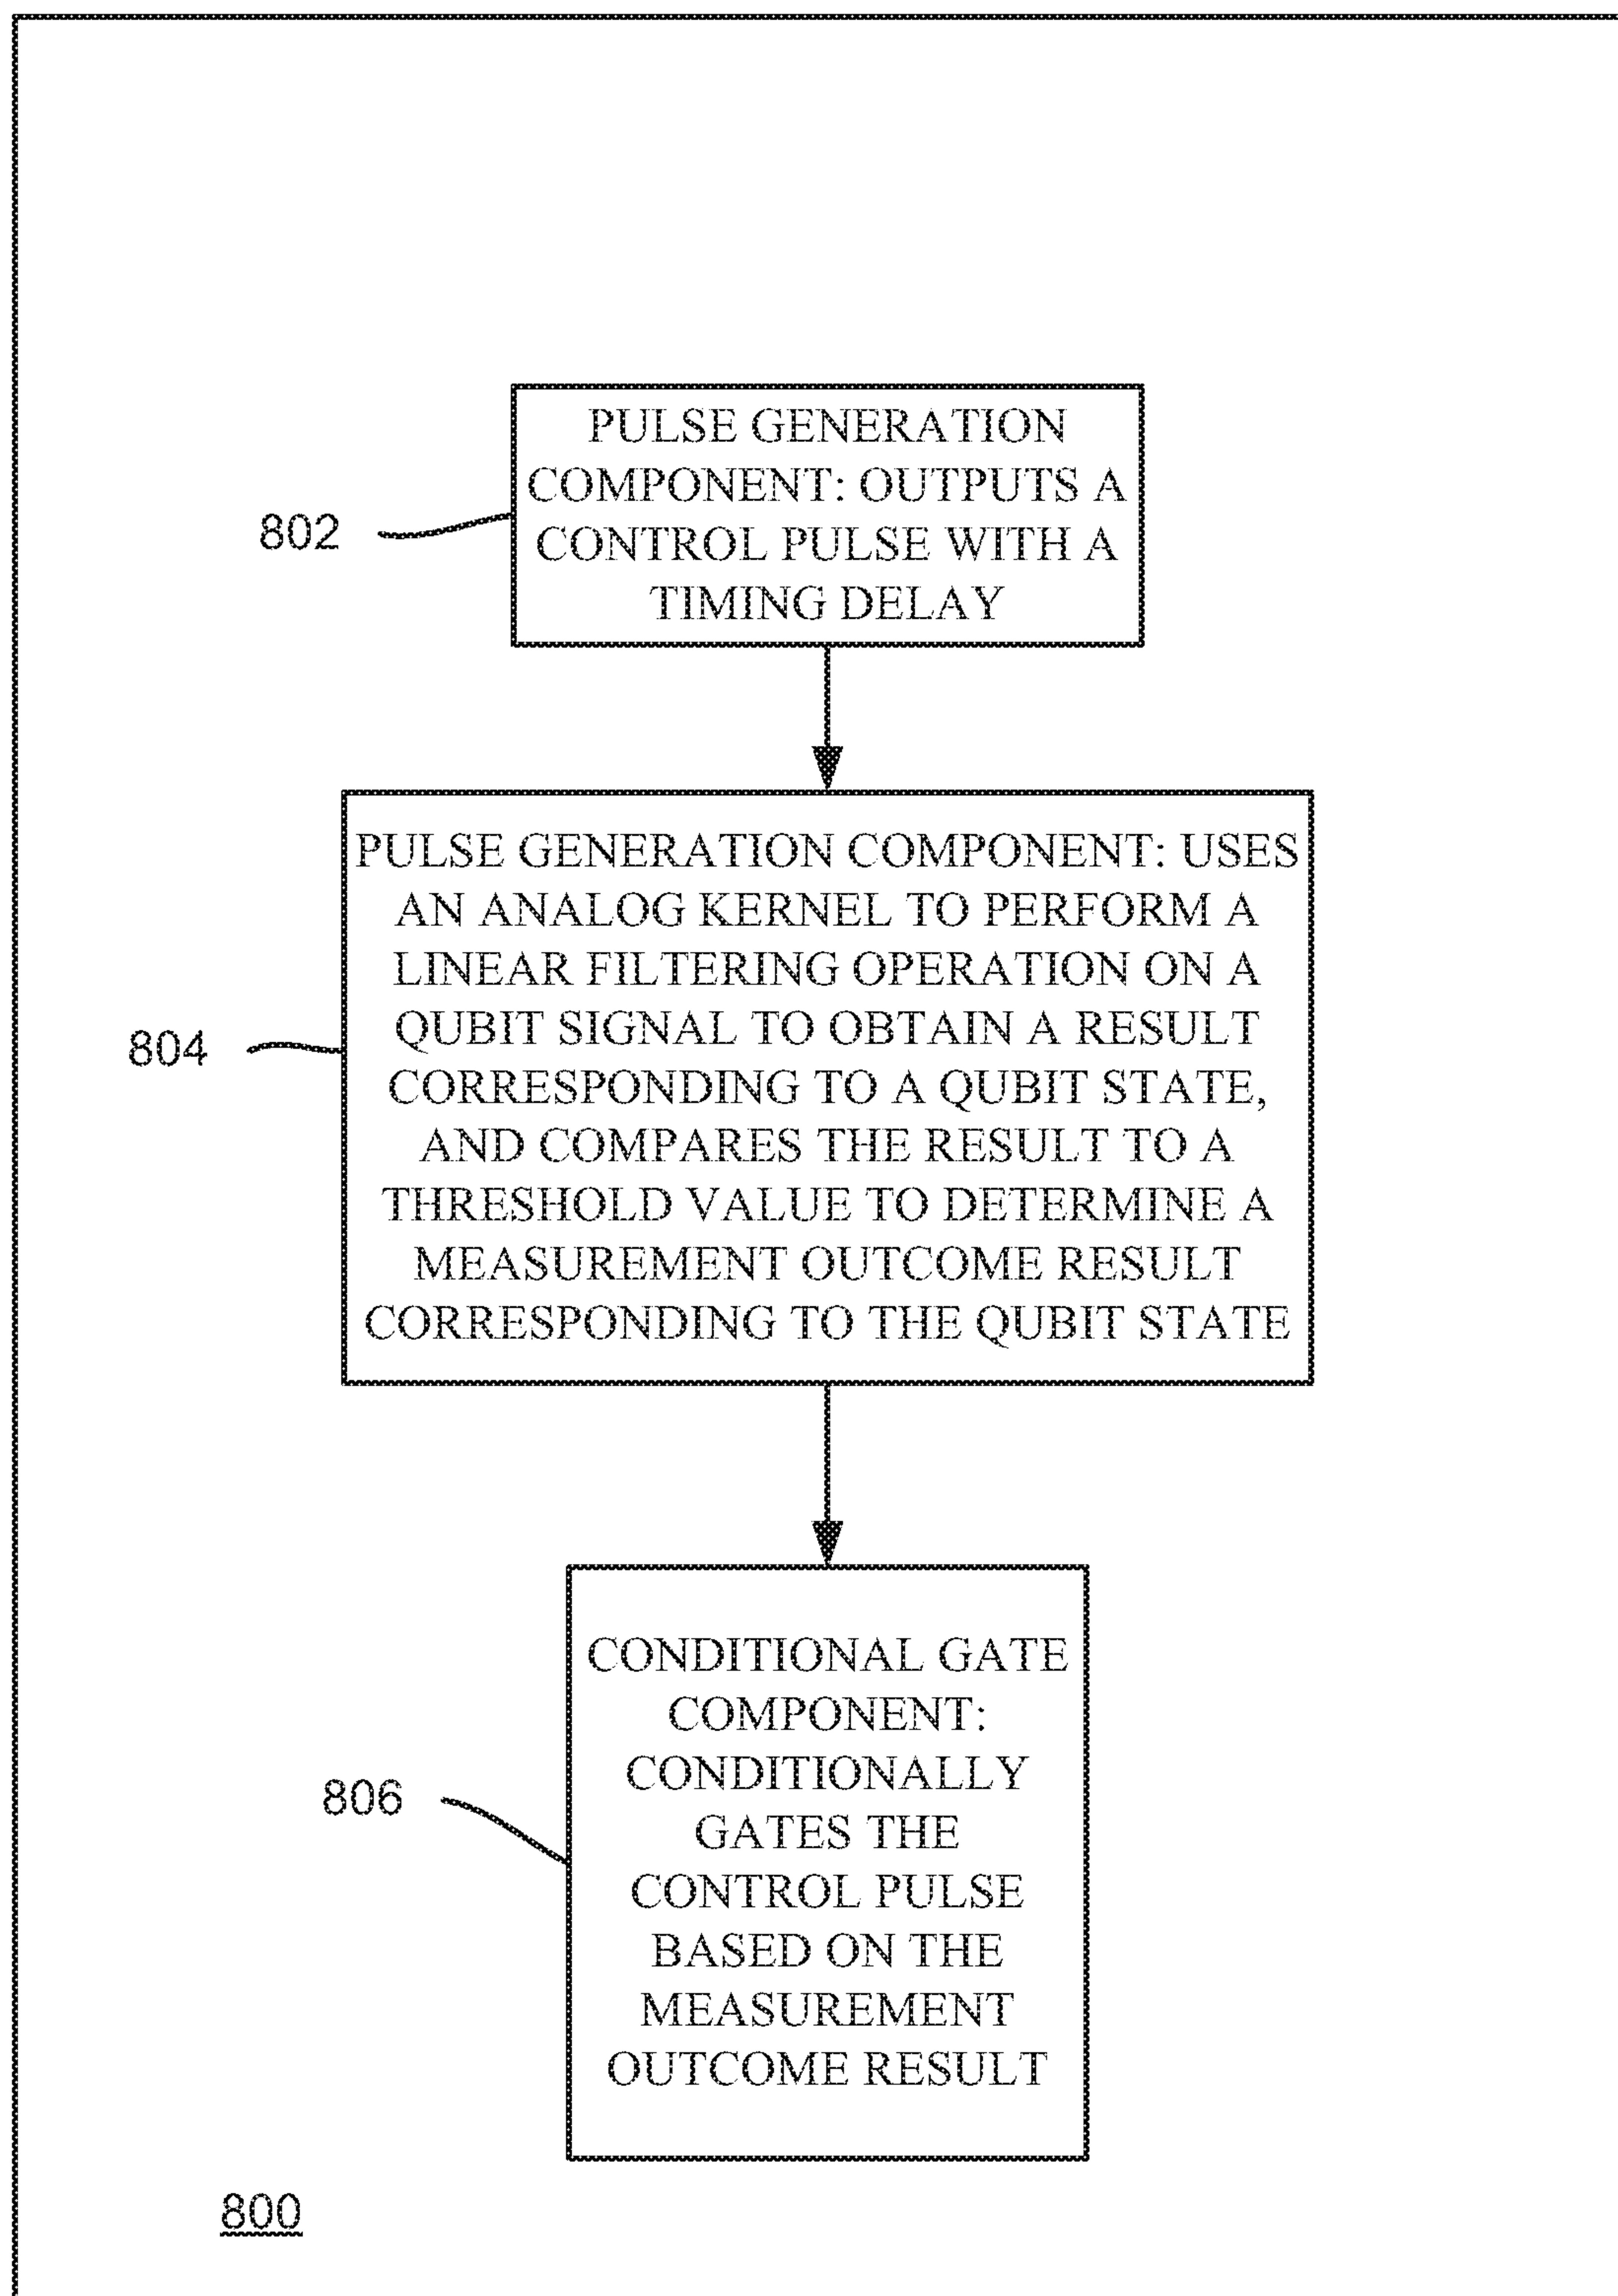 PULSE GENERATION
COMPONENT: OUTPUTS A
CONTROL PULSE WITH A
TIMING DELAY
802
PULSE GENERATION COMPONENT: USES
AN ANALOG KERNEL TO PERFORM A
LINEAR FILTERING OPERATION ON A
QUBIT SIGNAL TO OBTAIN A RESULT
CORRESPONDING TO A QUBIT STATE,
AND COMPARES THE RESULT TO A
THRESHOLD VALUE TO DETERMINE A
MEASUREMENT OUTCOME RESULT
CORRESPONDING TO THE QUBIT STATE
804
CONDITIONAL GATE
COMPONENT:
CONDITIONALLY
GATES THE
CONTROL PULSE
BASED ON THE
MEASUREMENT
OUTCOME RESULT
806
800